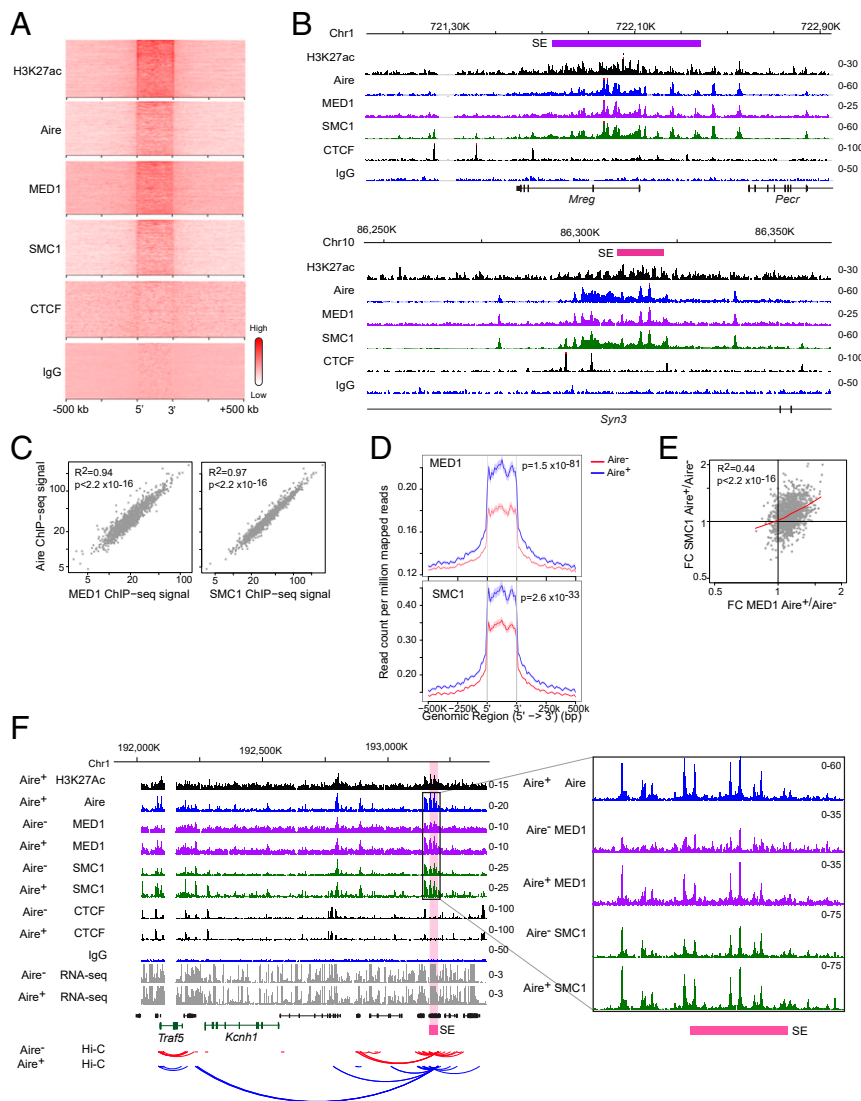 A
H3K27ac
Aire
MED1
SMC1
CTCF
IgG
High
Low
-500 kb 5' 3' +500 kb
B
721,30K 722,10K 722,90K
Chr1
SE
H3K27ac 0-30
Aire 0-60
MED1 0-25
SMC1 0-60
CTCF 0-100
IgG 0-50
Mreg Pecr
86,250K 86,300K 86,350K
Chr10
SE
H3K27ac 0-30
Aire 0-60
MED1 0-25
SMC1 0-60
CTCF 0-100
IgG 0-50
Syn3
C
Aire ChIP-seq signal
100
20
5
R²=0.94
p<2.2 x10⁻¹⁶
5 20 100
MED1 ChIP-seq signal
R²=0.97
p<2.2 x10⁻¹⁶
5 20 100
SMC1 ChIP-seq signal
D
Read count per million mapped reads
MED1
p=1.5 x10⁻⁸¹
Aire⁻
Aire⁺
0.20
0.16
0.12
SMC1
p=2.6 x10⁻³³
0.40
0.30
0.20
-500K -250K 5' 3' 250K 500K
Genomic Region (5' -> 3') (bp)
E
FC SMC1 Aire⁺/Aire⁻
2
1
0.5
R²=0.44
p<2.2 x10⁻¹⁶
0.5 1 2
FC MED1 Aire⁺/Aire⁻
F
192,000K 192,500K 193,000K
Chr1
Aire⁺ H3K27Ac 0-15
Aire⁺ Aire 0-20
Aire⁻ MED1 0-10
Aire⁺ MED1 0-10
Aire⁻ SMC1 0-25
Aire⁺ SMC1 0-25
Aire⁻ CTCF 0-100
Aire⁺ CTCF 0-100
IgG 0-50
Aire⁻ RNA-seq 0-3
Aire⁺ RNA-seq 0-3
Traf5 Kcnh1 SE
Aire⁻ Hi-C
Aire⁺ Hi-C
Aire⁺ Aire 0-60
Aire⁻ MED1 0-35
Aire⁺ MED1 0-35
Aire⁻ SMC1 0-75
Aire⁺ SMC1 0-75
SE